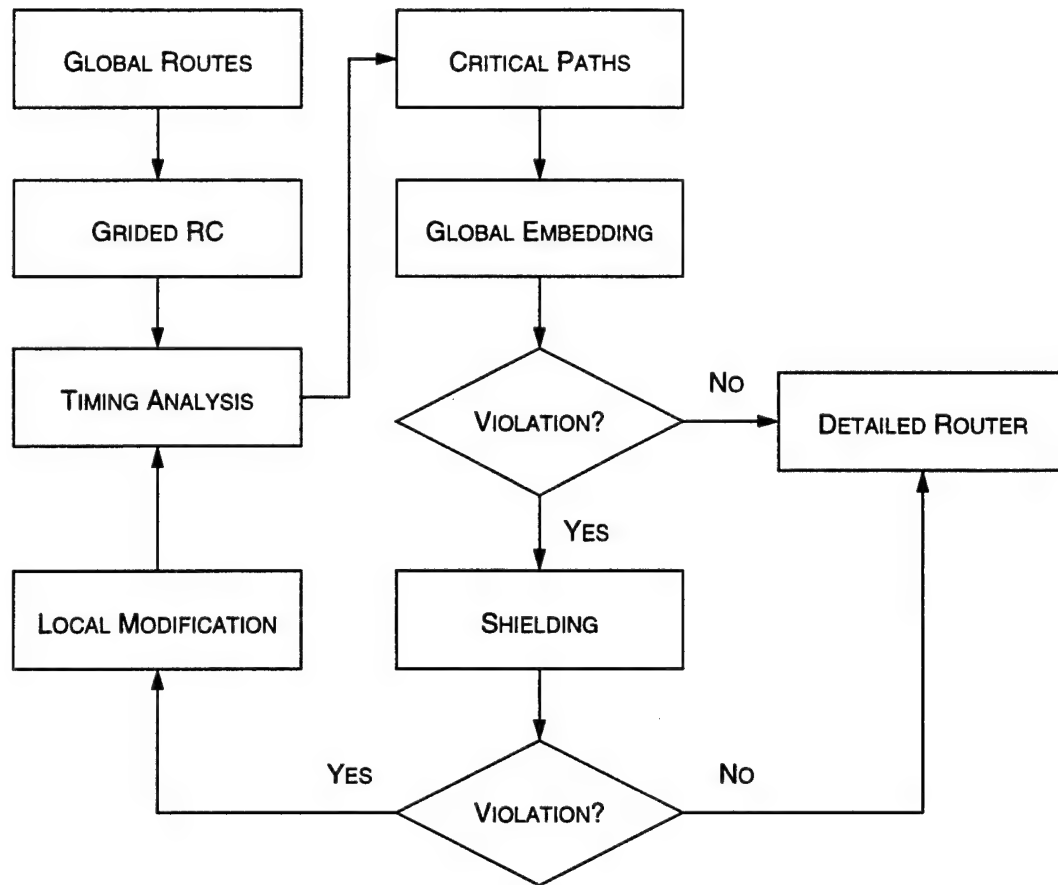 GLOBAL ROUTES
CRITICAL PATHS
GRIDED RC
GLOBAL EMBEDDING
TIMING ANALYSIS
VIOLATION?
NO
DETAILED ROUTER
YES
LOCAL MODIFICATION
SHIELDING
YES
NO
VIOLATION?